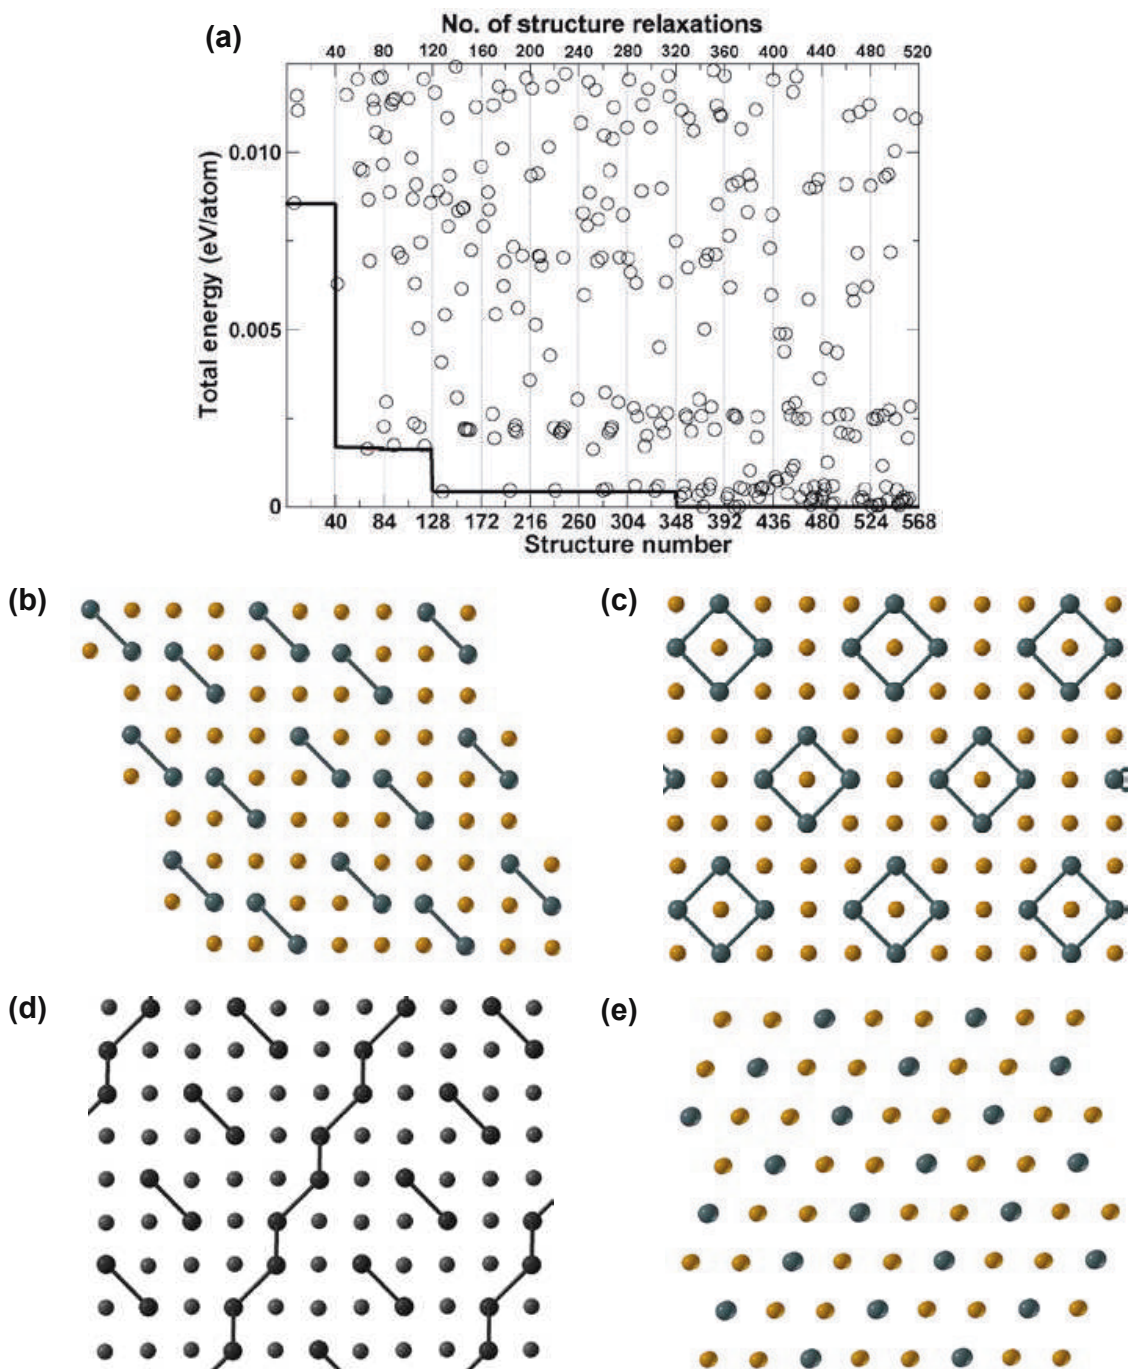 (a)
No. of structure relaxations
40 80 120 160 200 240 280 320 360 400 440 480 520
Total energy (eV/atom)
0.010
0.005
0
40 84 128 172 216 260 304 348 392 436 480 524 568
Structure number
(b)
(c)
(d)
(e)